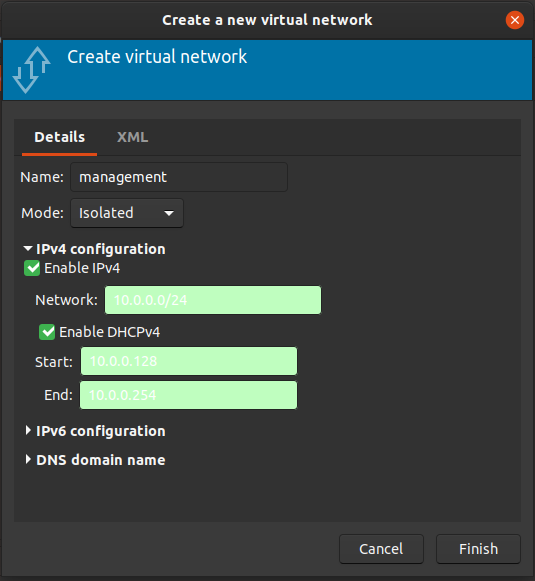 Create a new virtual network
Create virtual network
Details XML
Name: management
Mode: Isolated
IPv4 configuration
Enable IPv4
Network: 10.0.0.0/24
Enable DHCPv4
Start: 10.0.0.128
End: 10.0.0.254
IPv6 configuration
DNS domain name
Cancel Finish